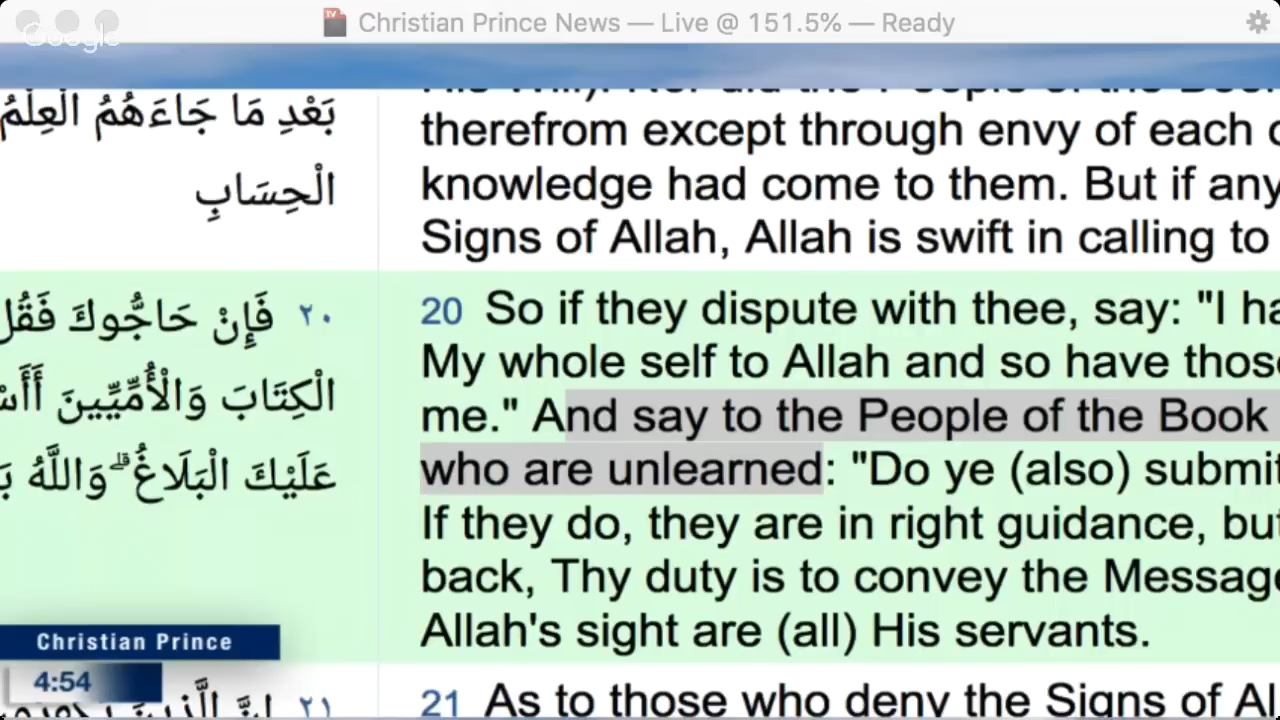 Christian Prince News — Live @ 151.5% — Ready
Google
therefrom except through envy of each
knowledge had come to them. But if any
Signs of Allah, Allah is swift in calling to
بَعْدِ مَا جَاءَهُمُ الْعِلْمُ
الْحِسَابِ
20 So if they dispute with thee, say: "I ha
My whole self to Allah and so have those
me." And say to the People of the Book
who are unlearned: "Do ye (also) submit
If they do, they are in right guidance, but
back, Thy duty is to convey the Message
Allah's sight are (all) His servants.
٢٠ فَإِنْ حَاجُّوكَ فَقُلْ
الْكِتَابَ وَالْأُمِّيِّينَ أَأَسْ
عَلَيْكَ الْبَلَاغُ ۗ وَاللَّهُ بَ
Christian Prince
4:54
21 As to those who deny the Signs of Al
٢١ إِنَّ الَّذِينَ